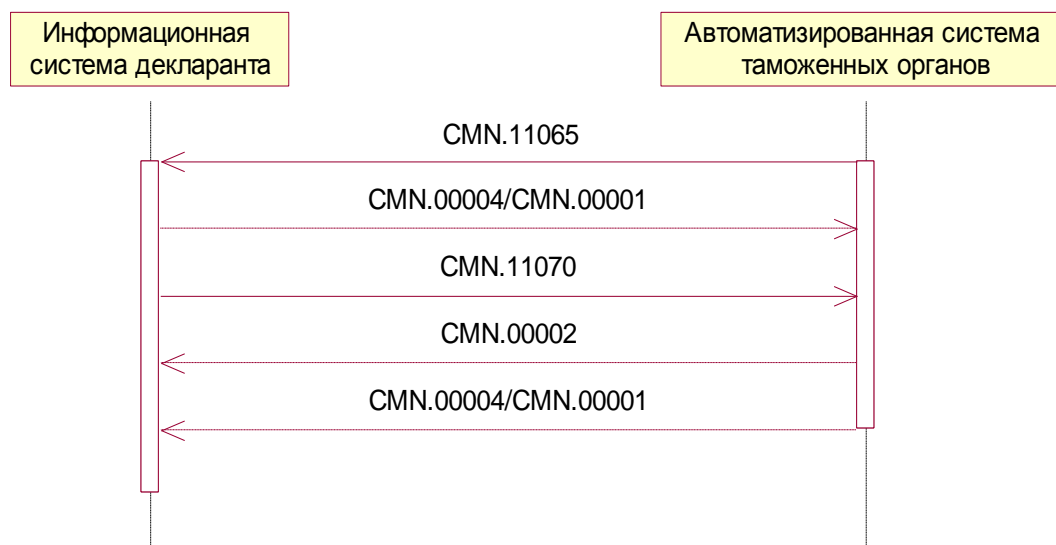 Информационная
система декларанта
Автоматизированная система
таможенных органов
CMN.11065
CMN.00004/CMN.00001
CMN.11070
CMN.00002
CMN.00004/CMN.00001